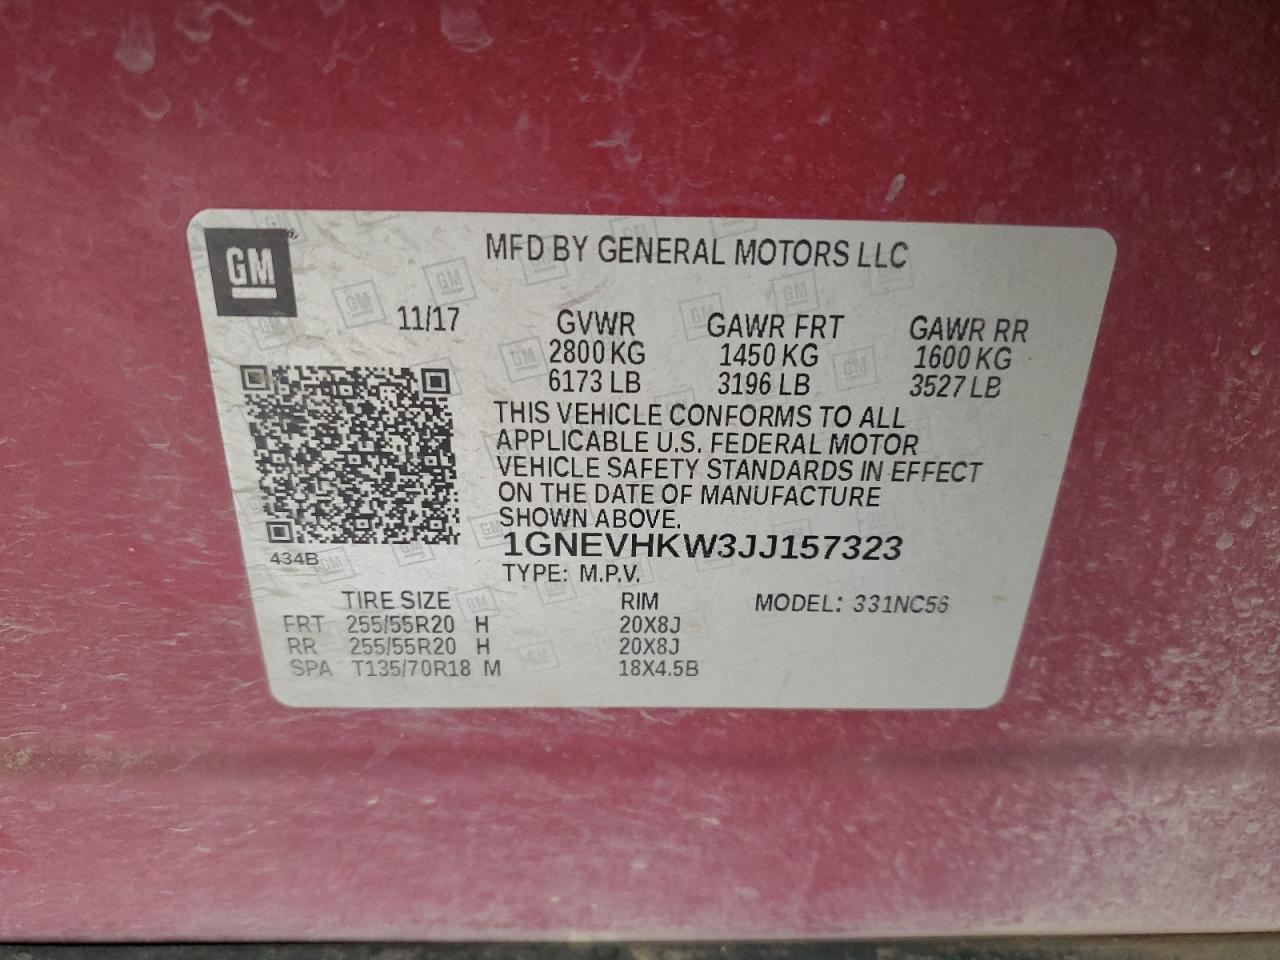 GM
MFD BY GENERAL MOTORS LLC
11/17
GVWR GAWR FRT GAWR RR
2800 KG 1450 KG 1600 KG
6173 LB 3196 LB 3527 LB
THIS VEHICLE CONFORMS TO ALL
APPLICABLE U.S. FEDERAL MOTOR
VEHICLE SAFETY STANDARDS IN EFFECT
ON THE DATE OF MANUFACTURE
SHOWN ABOVE.
434B
1GNEVHKW3JJ157323
TYPE: M.P.V.
TIRE SIZE RIM MODEL: 331NC56
FRT 255/55R20 H 20X8J
RR 255/55R20 H 20X8J
SPA T135/70R18 M 18X4.5B